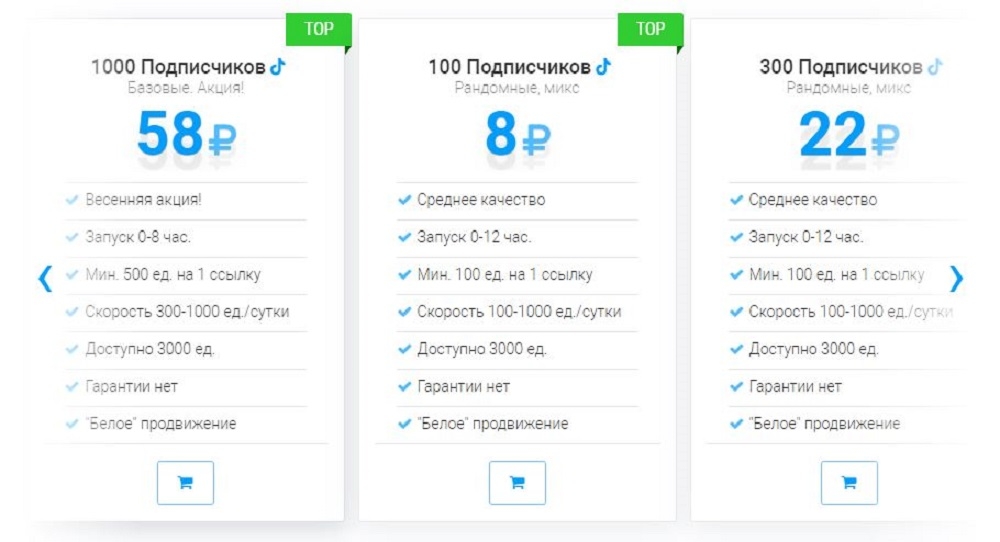 TOP
1000 Подписчиков
Базовые. Акция!
58 ₽
Весенняя акция!
Запуск 0-8 час.
Мин. 500 ед. на 1 ссылку
Скорость 300-1000 ед./сутки
Доступно 3000 ед.
Гарантии нет
"Белое" продвижение
TOP
100 Подписчиков
Рандомные, микс
8 ₽
Среднее качество
Запуск 0-12 час.
Мин. 100 ед. на 1 ссылку
Скорость 100-1000 ед./сутки
Доступно 3000 ед.
Гарантии нет
"Белое" продвижение
300 Подписчиков
Рандомные, микс
22 ₽
Среднее качество
Запуск 0-12 час.
Мин. 100 ед. на 1 ссылку
Скорость 100-1000 ед./сутки
Доступно 3000 ед.
Гарантии нет
"Белое" продвижение